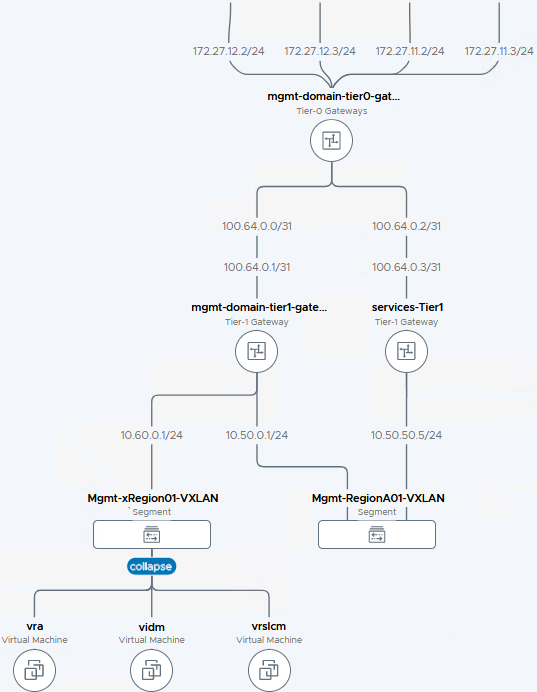 172.27.12.2/24 172.27.12.3/24 172.27.11.2/24 172.27.11.3/24
mgmt-domain-tier0-gat...
Tier-0 Gateways
100.64.0.0/31 100.64.0.2/31
100.64.0.1/31 100.64.0.3/31
mgmt-domain-tier1-gate... services-Tier1
Tier-1 Gateway Tier-1 Gateway
10.60.0.1/24 10.50.0.1/24 10.50.50.5/24
Mgmt-xRegion01-VXLAN Mgmt-RegionA01-VXLAN
Segment Segment
collapse
vra vidm vrslcm
Virtual Machine Virtual Machine Virtual Machine